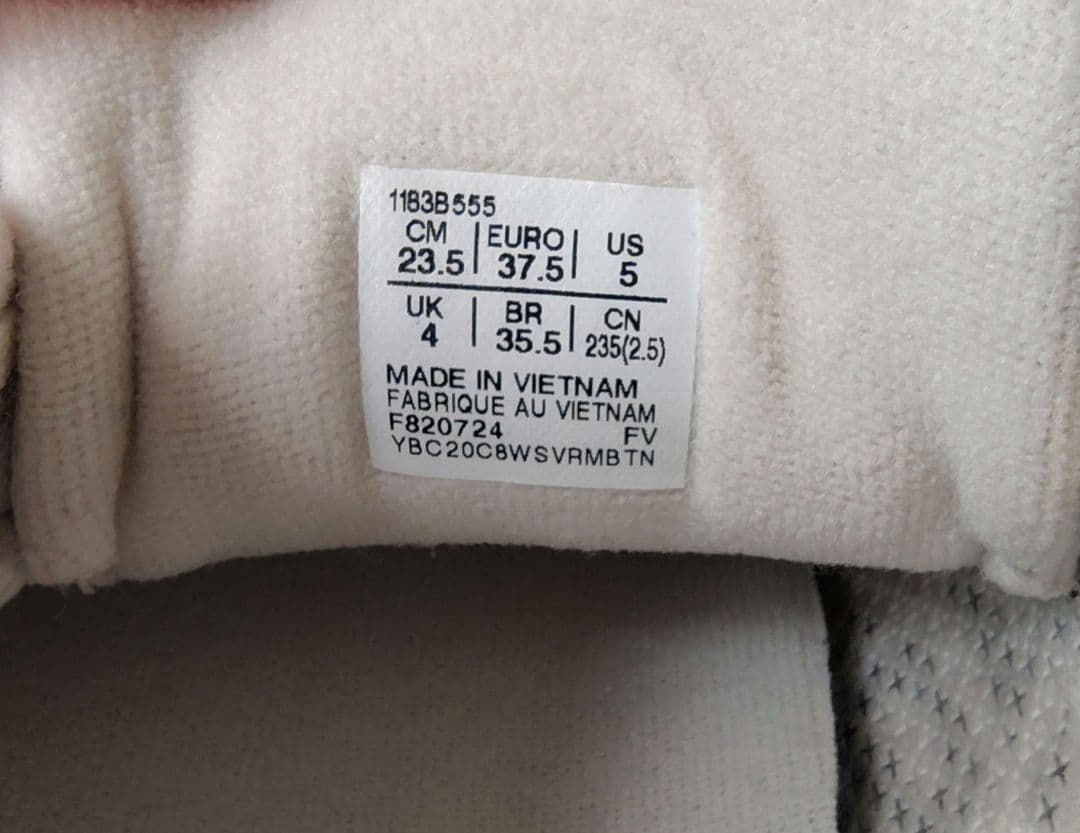 1183B555
CM | EURO | US
23.5 | 37.5 | 5
UK | BR | CN
4 | 35.5 | 235(2.5)
MADE IN VIETNAM
FABRIQUE AU VIETNAM
F820724 FV
YBC20C8WSVRMBTN